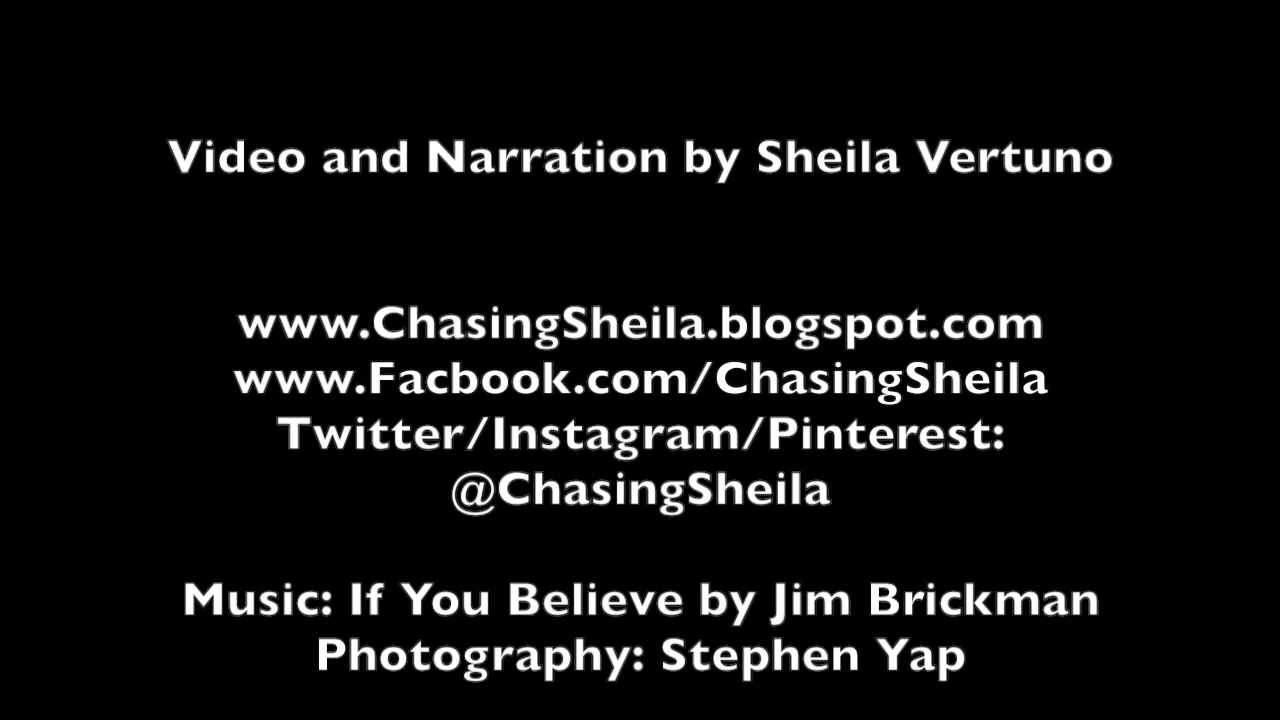 Video and Narration by Sheila Vertuno
www.ChasingSheila.blogspot.com
www.Facbook.com/ChasingSheila
Twitter/Instagram/Pinterest:
@ChasingSheila
Music: If You Believe by Jim Brickman
Photography: Stephen Yap